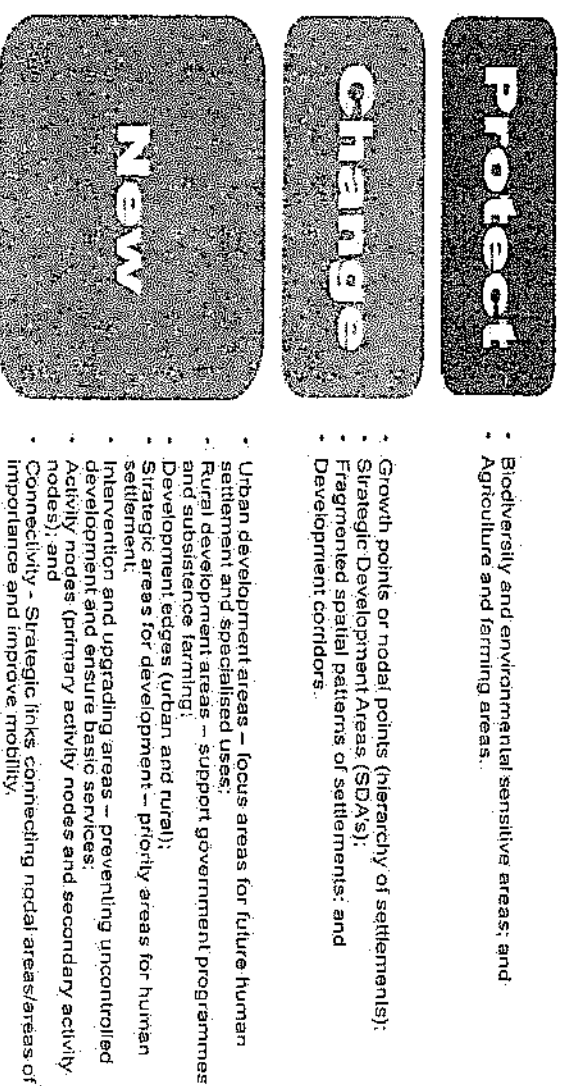 Protect
• Biodiversity and environmental sensitive areas; and
• Agriculture and farming areas.
Change
• Growth points or nodal points (hierarchy of settlements);
• Strategic Development Areas (SDA's);
• Fragmented spatial patterns of settlements; and
• Development corridors.
New
• Urban development areas – focus areas for future human
settlement and specialised uses;
• Rural development areas – support government programmes
and subsistence farming;
• Development edges (urban and rural);
• Strategic areas for development – priority areas for human
settlement;
• Intervention and upgrading areas – preventing uncontrolled
development and ensure basic services;
• Activity nodes (primary activity nodes and secondary activity
nodes); and
• Connectivity - Strategic links connecting nodal areas/areas of
importance and improve mobility.